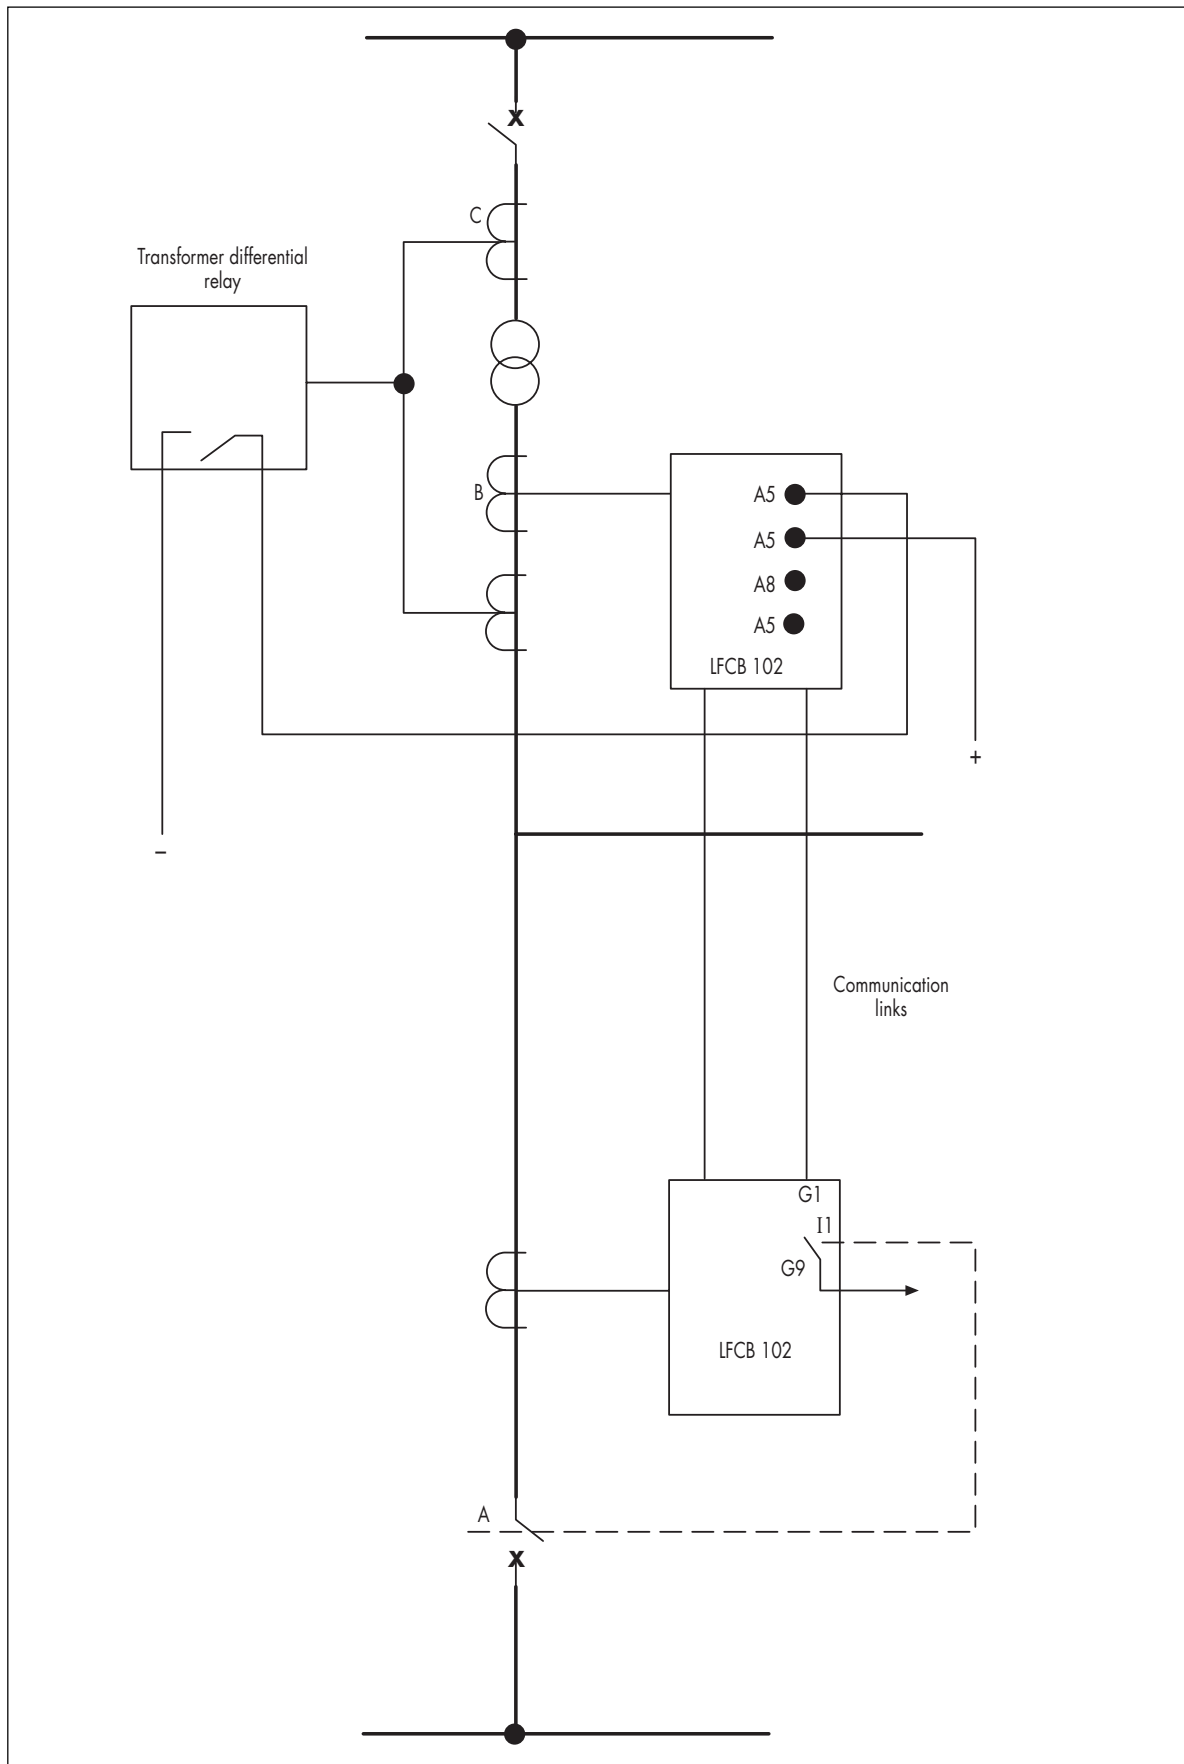 C
Transformer differential
relay
B
A5
A5
A8
A5
LFCB 102
+
–
Communication
links
G1
I1
G9
LFCB 102
A
x
x